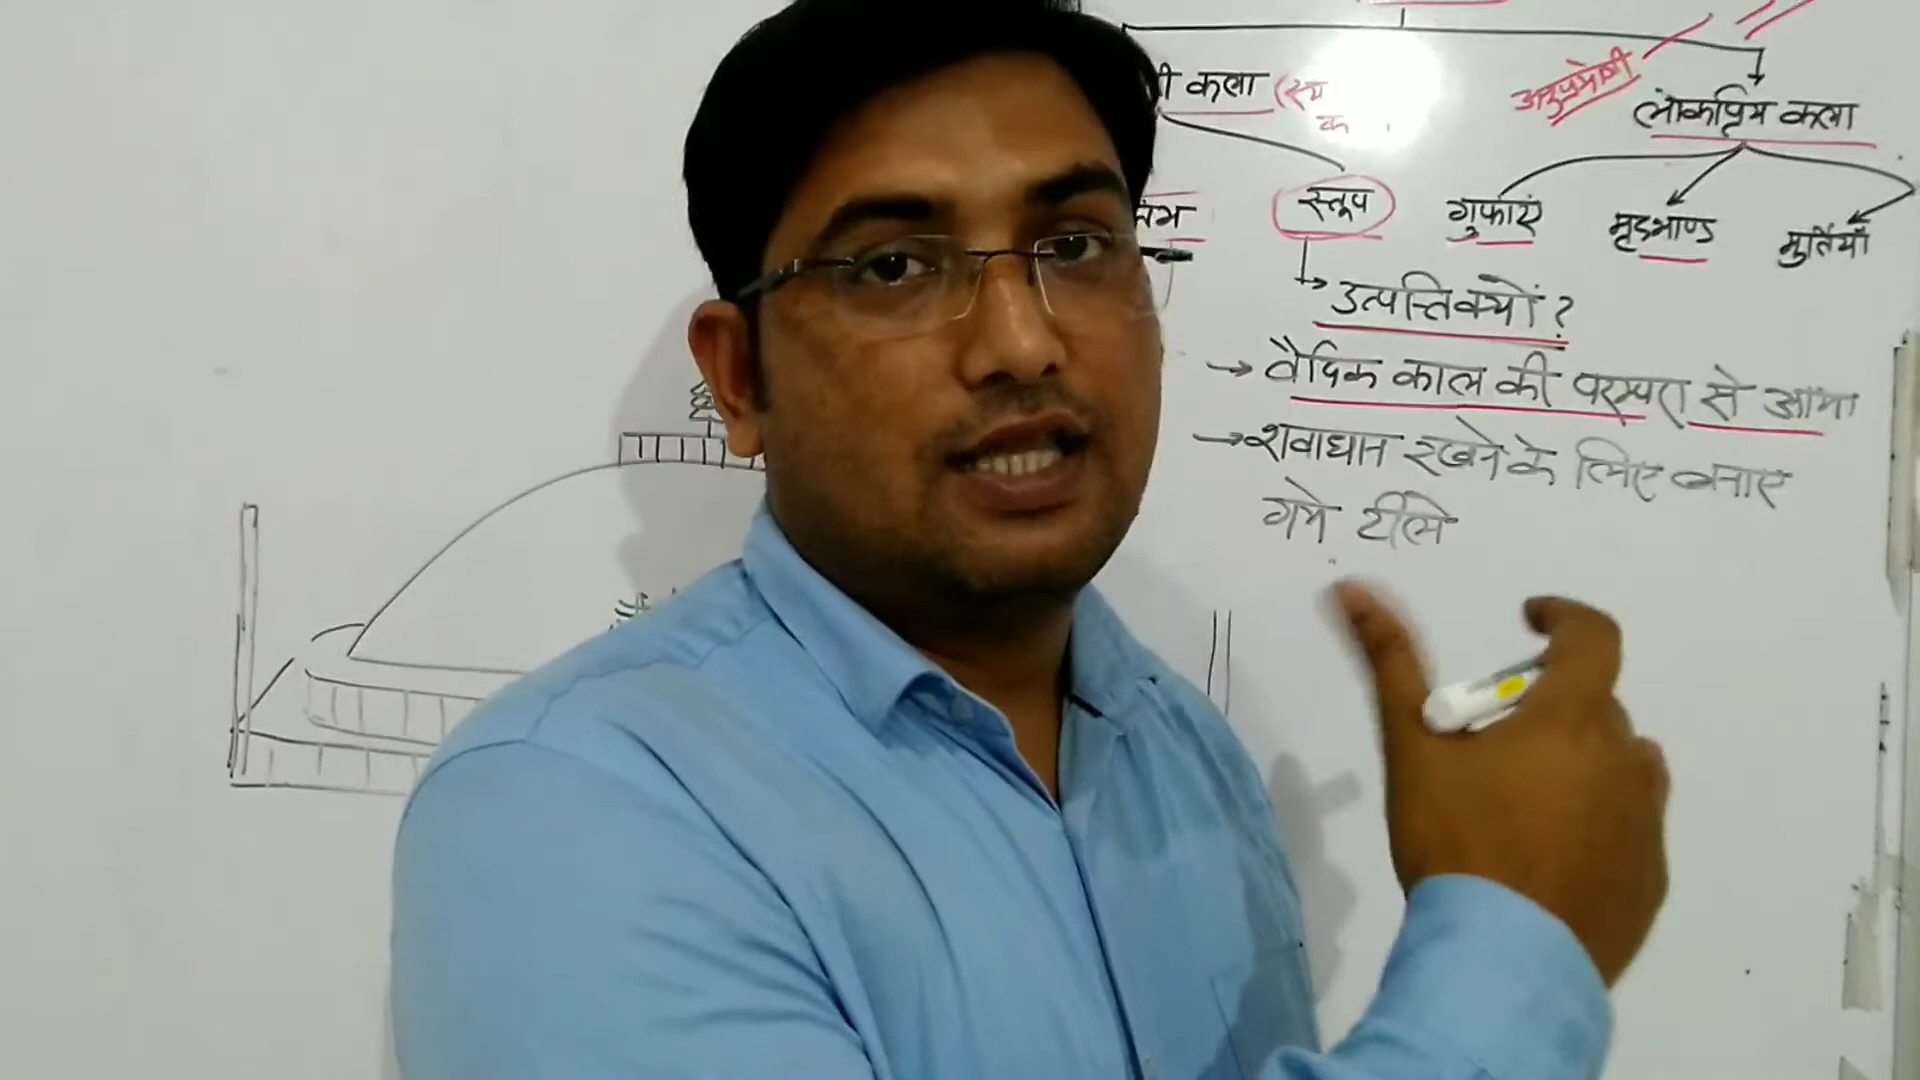 कला (स्थ
लोकप्रिय कला
स्तूप
गुफाएं
मृदभाण्ड
मुर्तियाँ
उत्पत्ति क्यों?
→ वैदिक काल की परम्परा से आया
→ शवाधान रखने के लिए बनाए
गये टीले